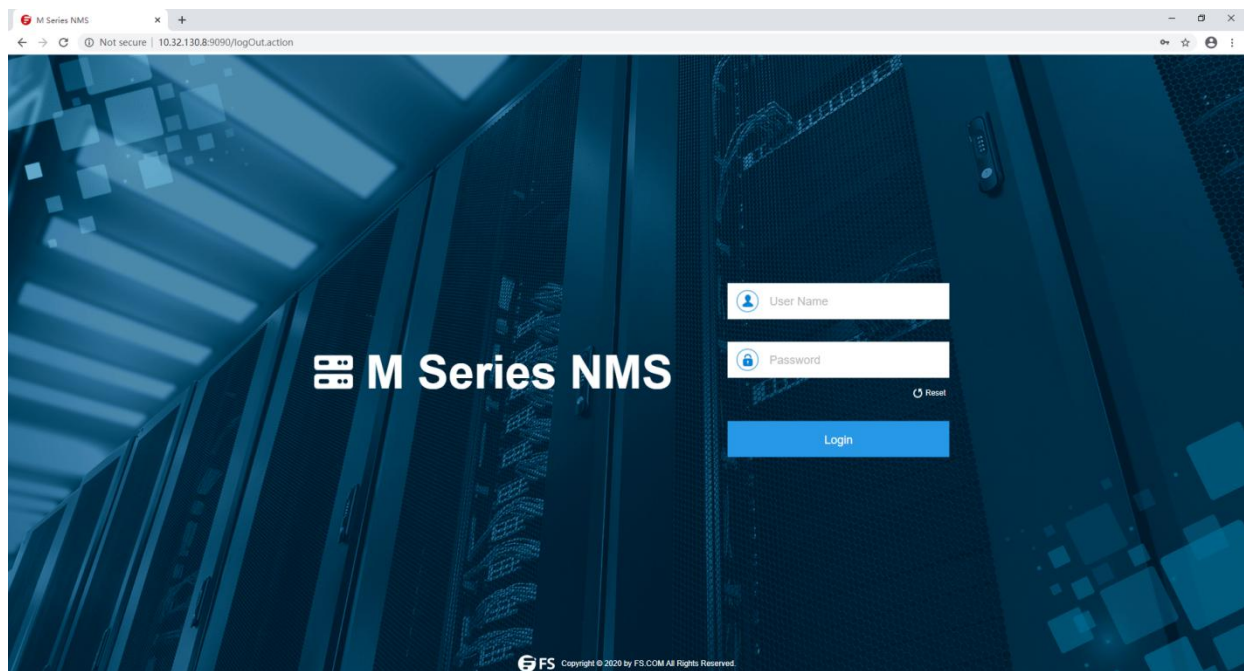 M Series NMS
Not secure | 10.32.130.8:9090/logOut.action
User Name
M Series NMS
Password
Reset
Login
FS Copyright © 2020 by FS.COM All Rights Reserved.